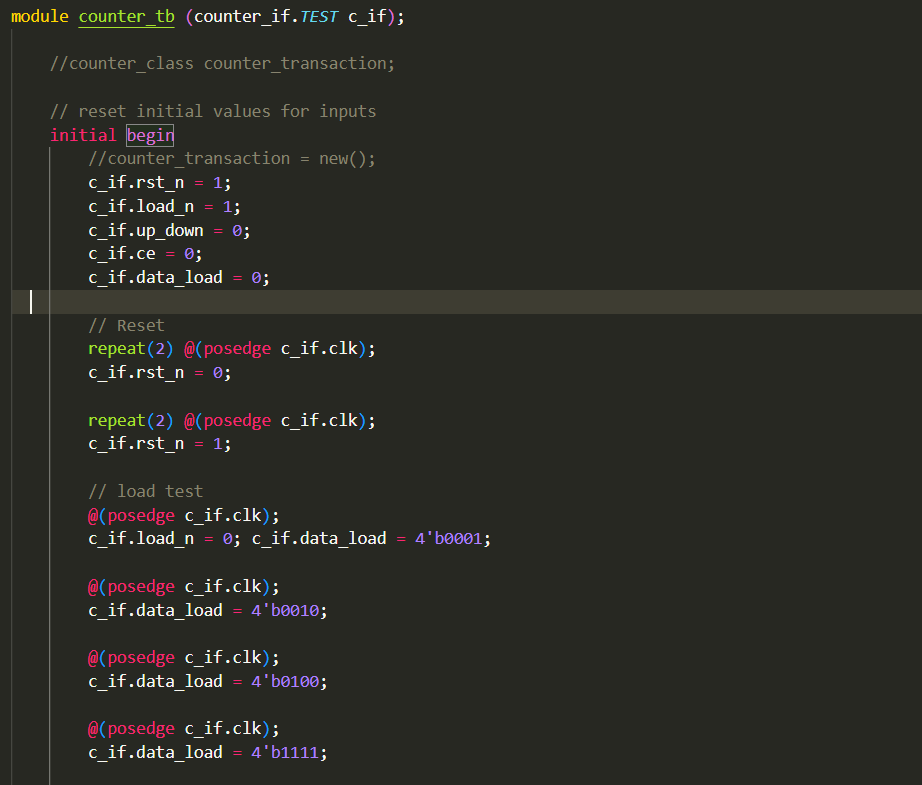 module counter_tb (counter_if.TEST c_if);
//counter_class counter_transaction;
// reset initial values for inputs
initial begin
//counter_transaction = new();
c_if.rst_n = 1;
c_if.load_n = 1;
c_if.up_down = 0;
c_if.ce = 0;
c_if.data_load = 0;
// Reset
repeat(2) @(posedge c_if.clk);
c_if.rst_n = 0;
repeat(2) @(posedge c_if.clk);
c_if.rst_n = 1;
// load test
@(posedge c_if.clk);
c_if.load_n = 0; c_if.data_load = 4'b0001;
@(posedge c_if.clk);
c_if.data_load = 4'b0010;
@(posedge c_if.clk);
c_if.data_load = 4'b0100;
@(posedge c_if.clk);
c_if.data_load = 4'b1111;